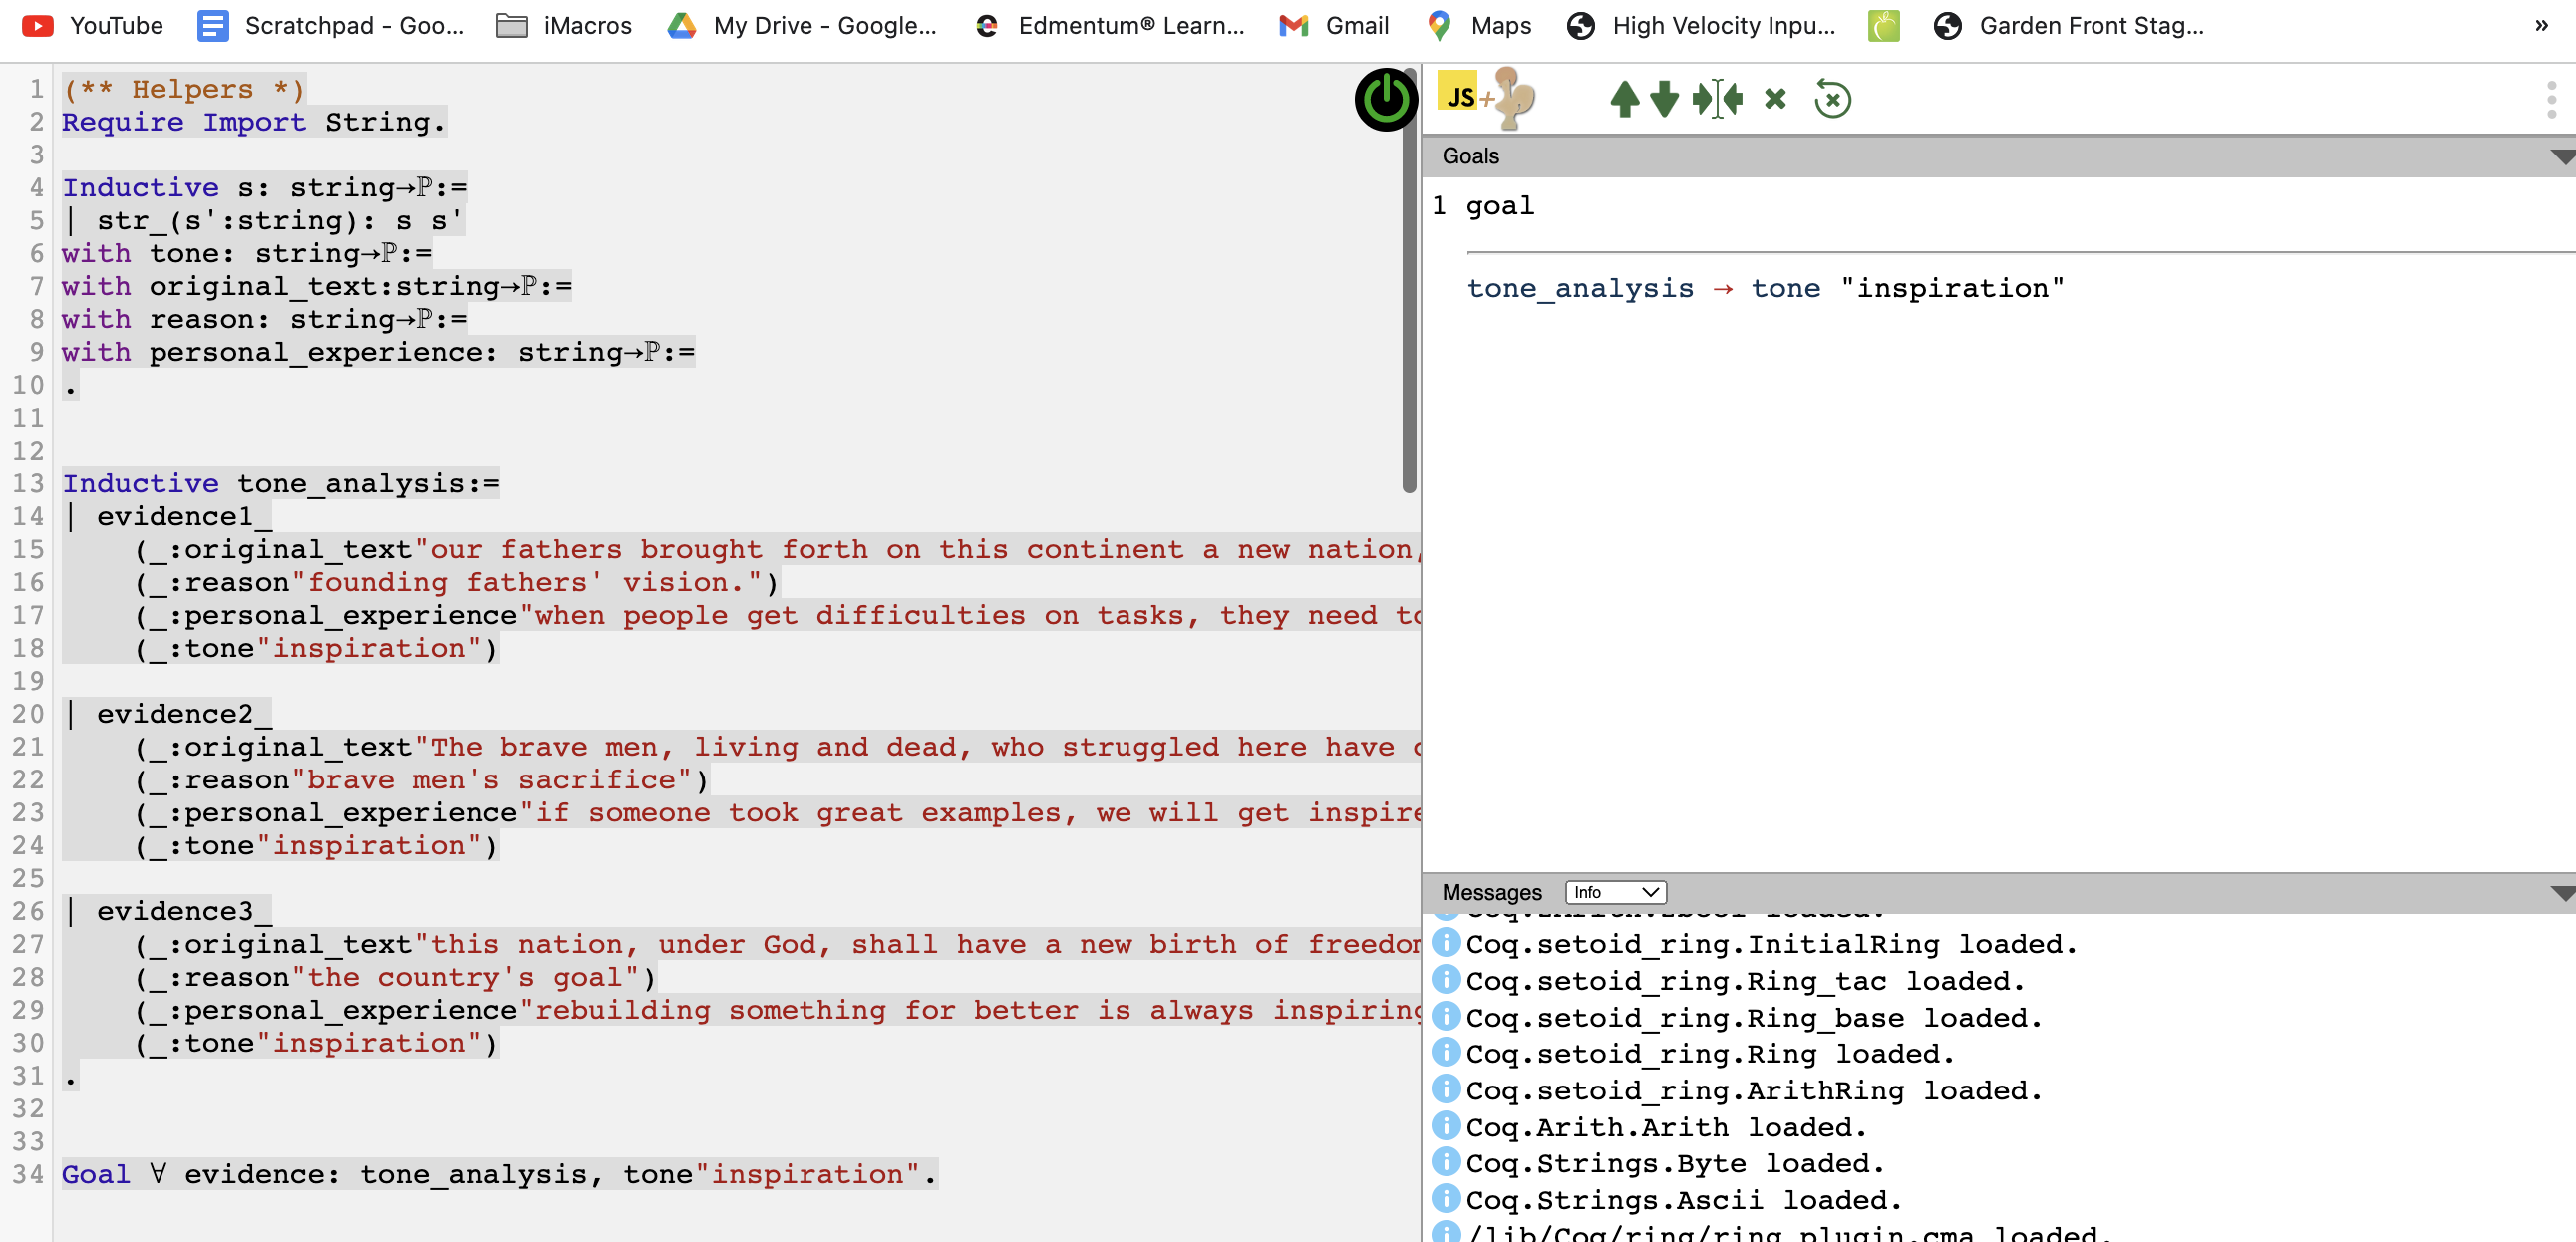 YouTube Scratchpad - Goo... iMacros My Drive - Google... Edmentum® Learn... Gmail Maps High Velocity Inpu... Garden Front Stag... »
1 (** Helpers *)
2 Require Import String.
3
4 Inductive s: string→ℙ:=
5 | str_(s':string): s s'
6 with tone: string→ℙ:=
7 with original_text:string→ℙ:=
8 with reason: string→ℙ:=
9 with personal_experience: string→ℙ:=
10 .
11
12
13 Inductive tone_analysis:=
14 | evidence1_
15 (_:original_text"our fathers brought forth on this continent a new nation,
16 (_:reason"founding fathers' vision.")
17 (_:personal_experience"when people get difficulties on tasks, they need to
18 (_:tone"inspiration")
19
20 | evidence2_
21 (_:original_text"The brave men, living and dead, who struggled here have
22 (_:reason"brave men's sacrifice")
23 (_:personal_experience"if someone took great examples, we will get inspire
24 (_:tone"inspiration")
25
26 | evidence3_
27 (_:original_text"this nation, under God, shall have a new birth of freedom
28 (_:reason"the country's goal")
29 (_:personal_experience"rebuilding something for better is always inspiring
30 (_:tone"inspiration")
31 .
32
33
34 Goal ∀ evidence: tone_analysis, tone"inspiration".
JS+
Goals
1 goal
tone_analysis → tone "inspiration"
Messages Info
loaded.
Coq.setoid_ring.InitialRing loaded.
Coq.setoid_ring.Ring_tac loaded.
Coq.setoid_ring.Ring_base loaded.
Coq.setoid_ring.Ring loaded.
Coq.setoid_ring.ArithRing loaded.
Coq.Arith.Arith loaded.
Coq.Strings.Byte loaded.
Coq.Strings.Ascii loaded.
/lib/Coq/ring/ring_plugin.cma loaded.